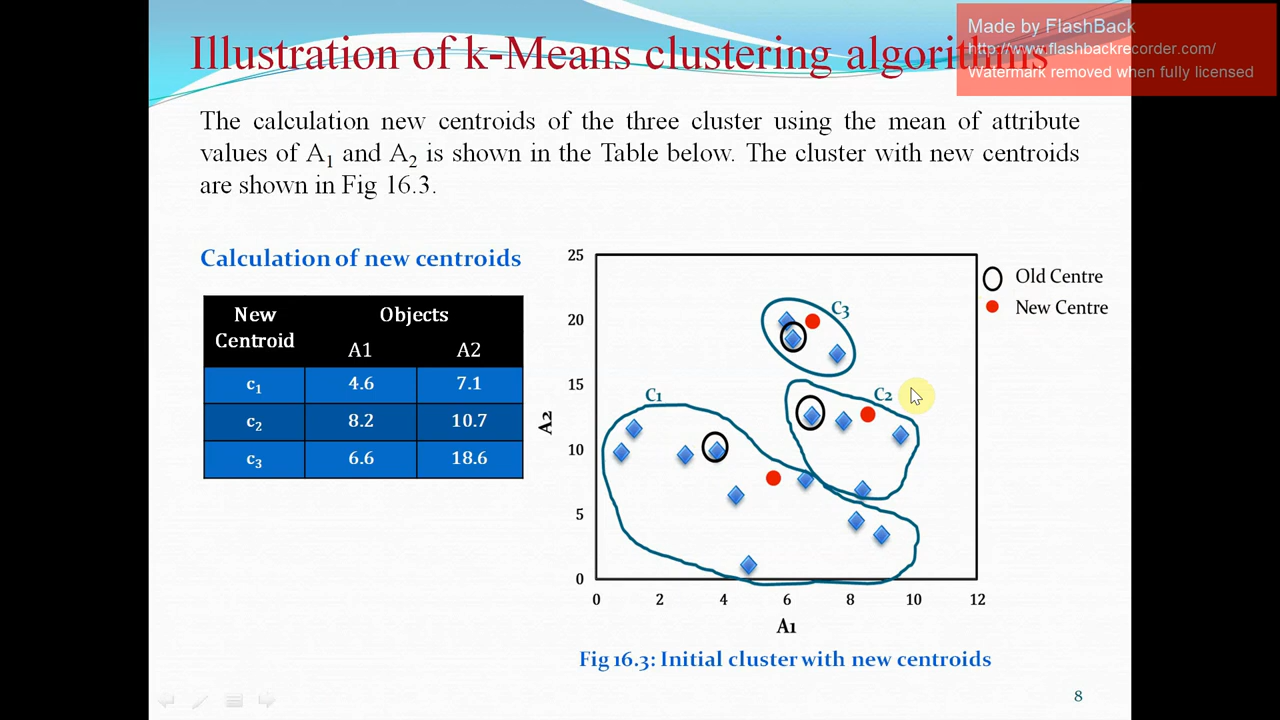 Made by FlashBack
http://www.flashbackrecorder.com/
Watermark removed when fully licensed
Illustration of k-Means clustering algorithms
The calculation new centroids of the three cluster using the mean of attribute
values of A1 and A2 is shown in the Table below. The cluster with new centroids
are shown in Fig 16.3.
Calculation of new centroids
New Centroid Objects
A1 A2
c1 4.6 7.1
c2 8.2 10.7
c3 6.6 18.6
Old Centre
New Centre
25
20
15
10
5
0
A2
C3
C2
C1
0 2 4 6 8 10 12
A1
Fig 16.3: Initial cluster with new centroids
8